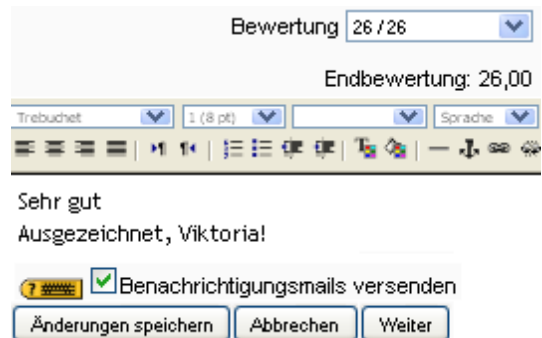 Bewertung 26 / 26
Endbewertung: 26,00
Trebuchet 1 (8 pt) Sprache
Sehr gut
Ausgezeichnet, Viktoria!
Benachrichtigungsmails versenden
Änderungen speichern Abbrechen Weiter